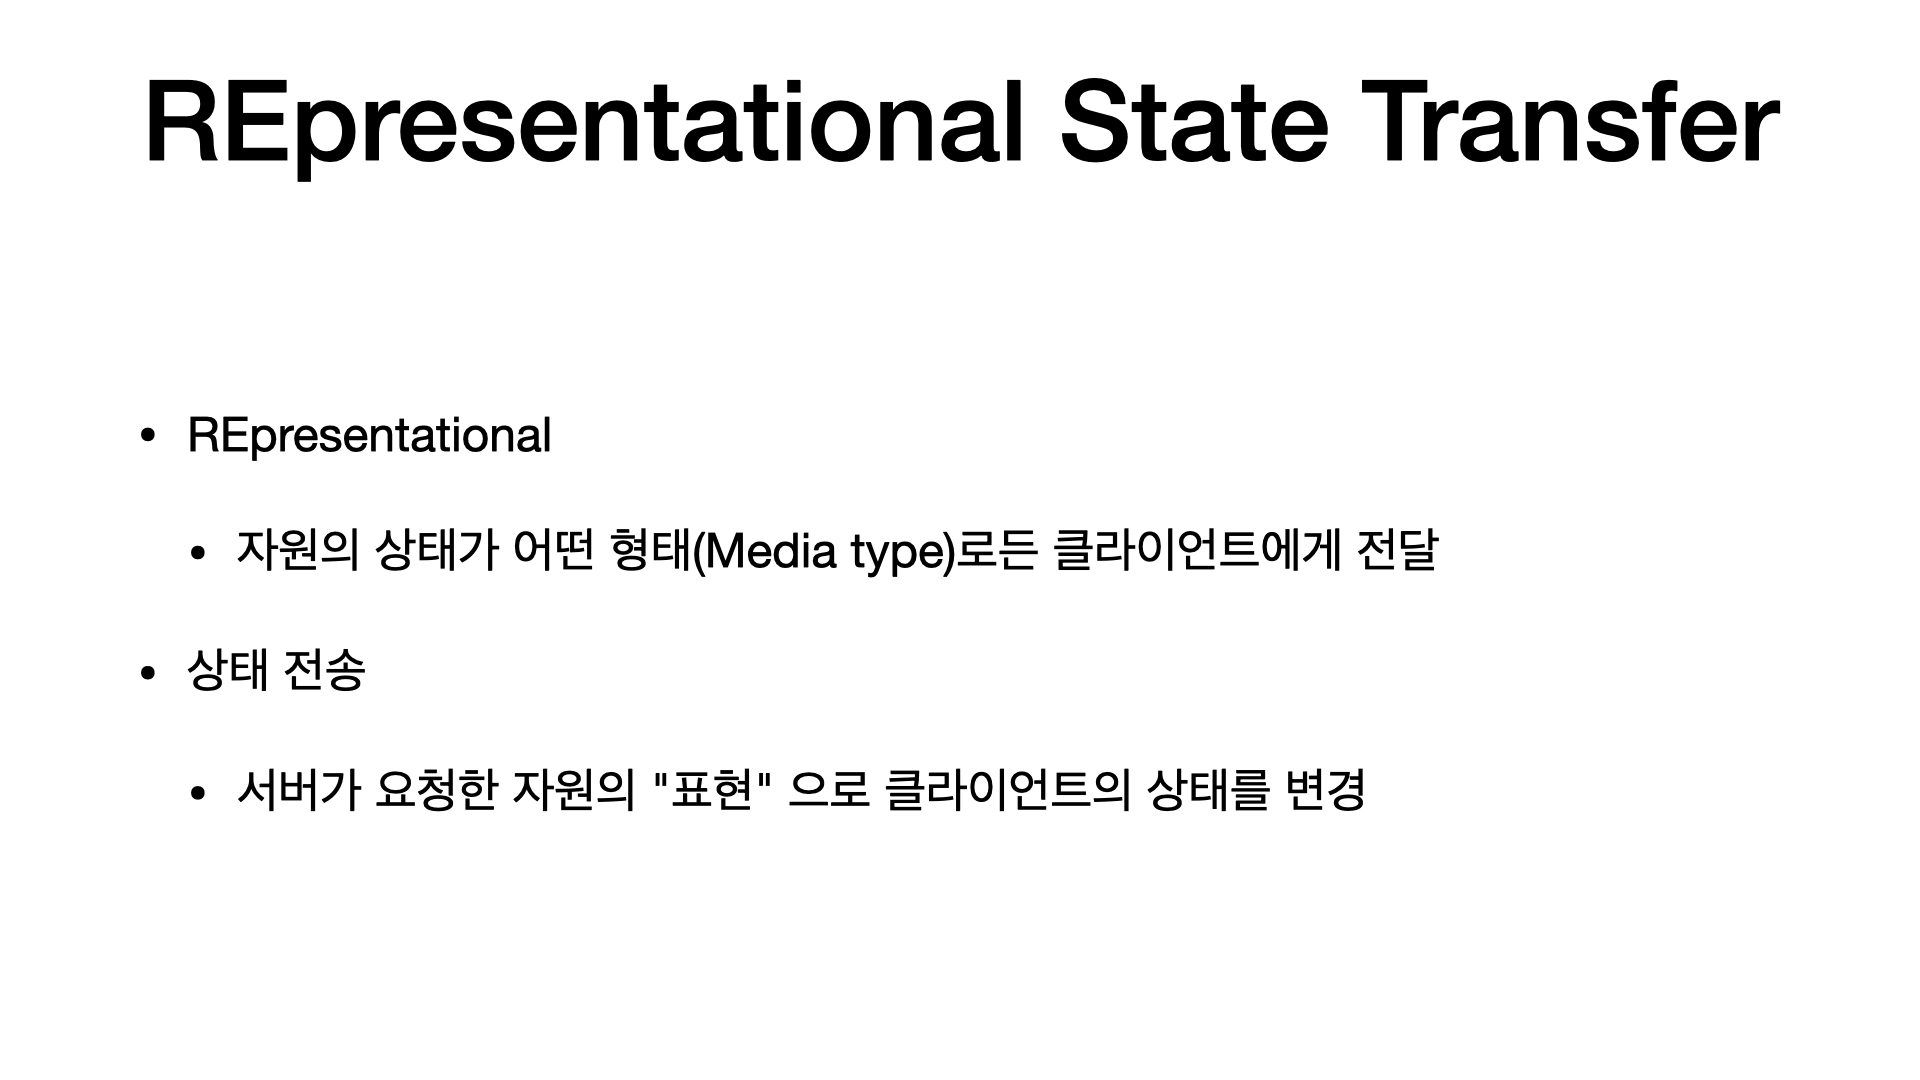 REpresentational State Transfer
• REpresentational
• 자원의 상태가 어떤 형태(Media type)로든 클라이언트에게 전달
• 상태 전송
• 서버가 요청한 자원의 "표현" 으로 클라이언트의 상태를 변경